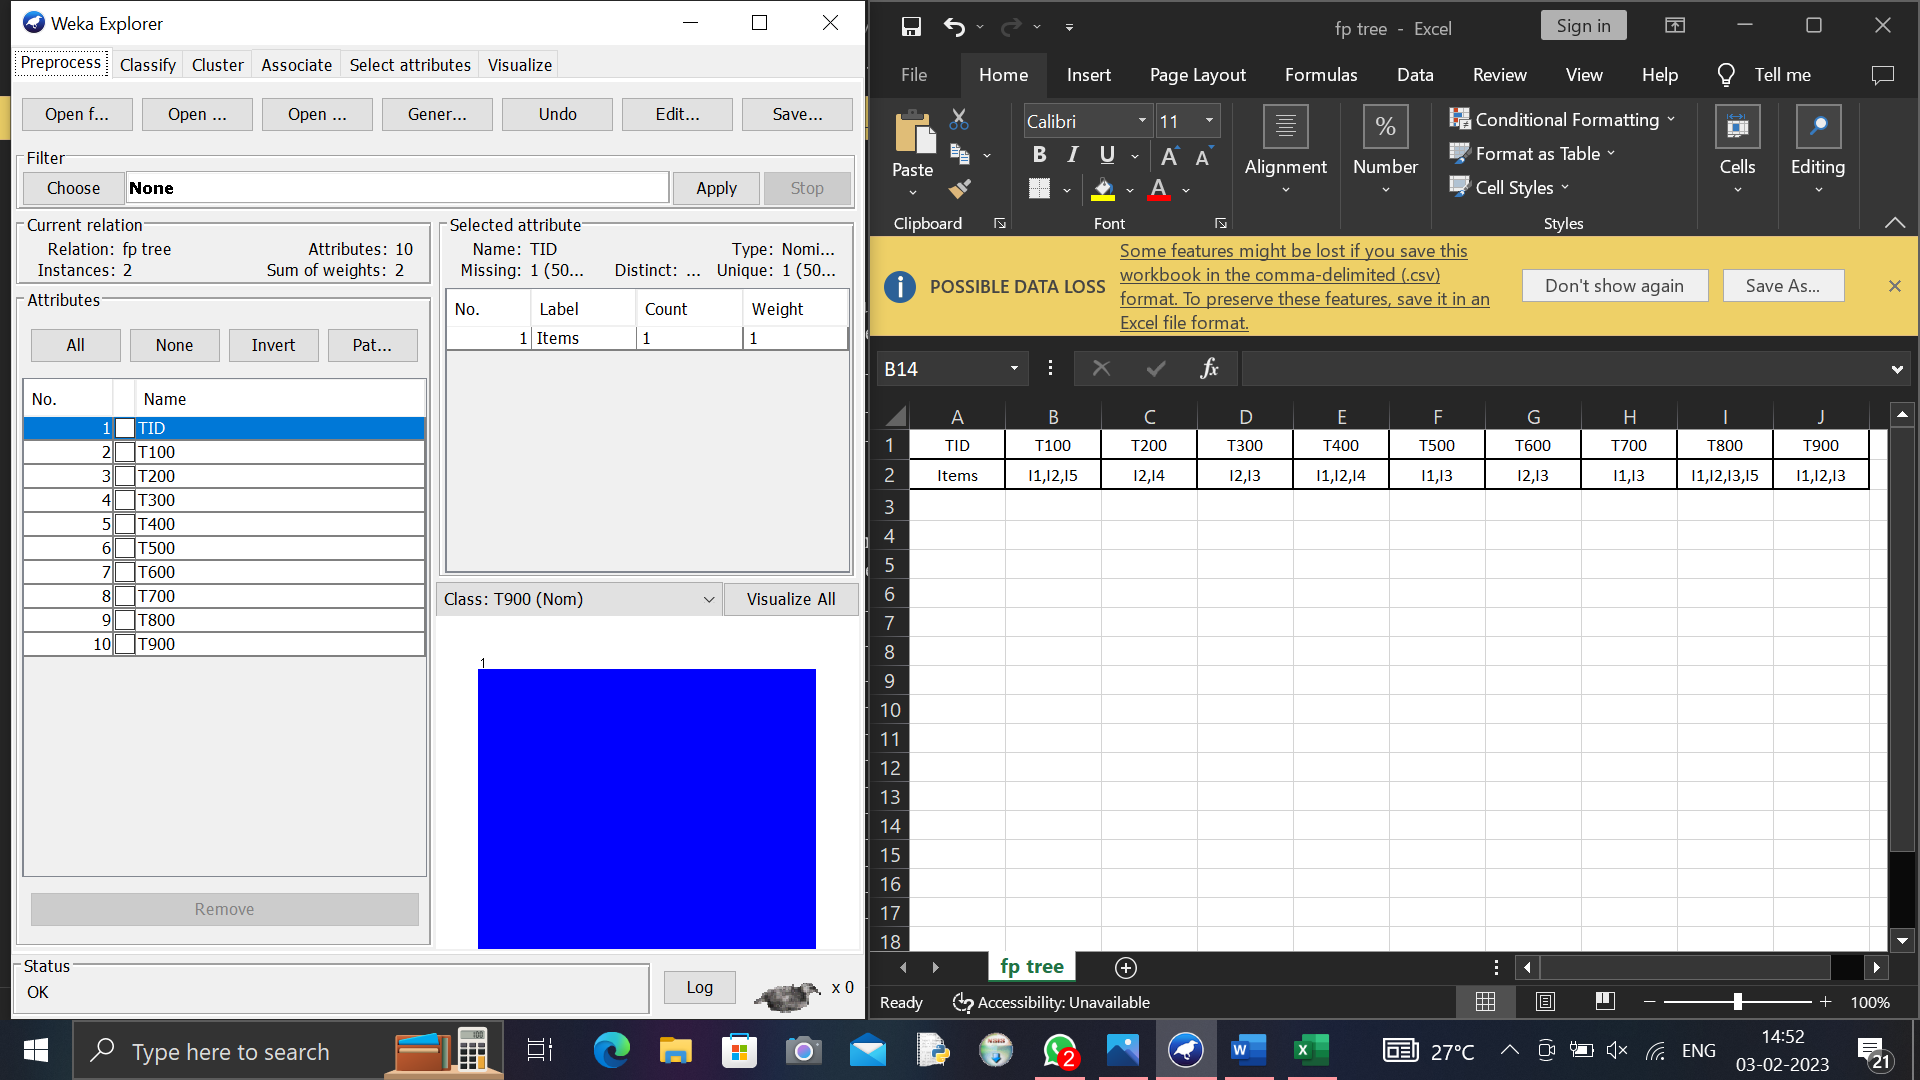 Weka Explorer
Preprocess Classify Cluster Associate Select attributes Visualize
Open f... Open ... Open ... Gener... Undo Edit... Save...
Filter
Choose None Apply Stop
Current relation
Relation: fp tree Attributes: 10
Instances: 2 Sum of weights: 2
Selected attribute
Name: TID Type: Nomi...
Missing: 1 (50... Distinct: ... Unique: 1 (50...
No. Label Count Weight
1 Items 1 1
Attributes
All None Invert Pat...
No. Name
1 TID
2 T100
3 T200
4 T300
5 T400
6 T500
7 T600
8 T700
9 T800
10 T900
Remove
Class: T900 (Nom) Visualize All
1
Status
OK
Log x 0
fp tree - Excel Sign in
File Home Insert Page Layout Formulas Data Review View Help Tell me
Paste
Clipboard
Calibri 11
B I U A A
A
Font
Alignment
%
Number
Conditional Formatting
Format as Table
Cell Styles
Styles
Cells
Editing
POSSIBLE DATA LOSS
Some features might be lost if you save this
workbook in the comma-delimited (.csv)
format. To preserve these features, save it in an
Excel file format.
Don't show again Save As...
B14 fx
A B C D E F G H I J
1 TID T100 T200 T300 T400 T500 T600 T700 T800 T900
2 Items I1,I2,I5 I2,I4 I2,I3 I1,I2,I4 I1,I3 I2,I3 I1,I3 I1,I2,I3,I5 I1,I2,I3
3
4
5
6
7
8
9
10
11
12
13
14
15
16
17
18
fp tree
Ready Accessibility: Unavailable 100%
Type here to search
2
27°C ENG
14:52
03-02-2023
21